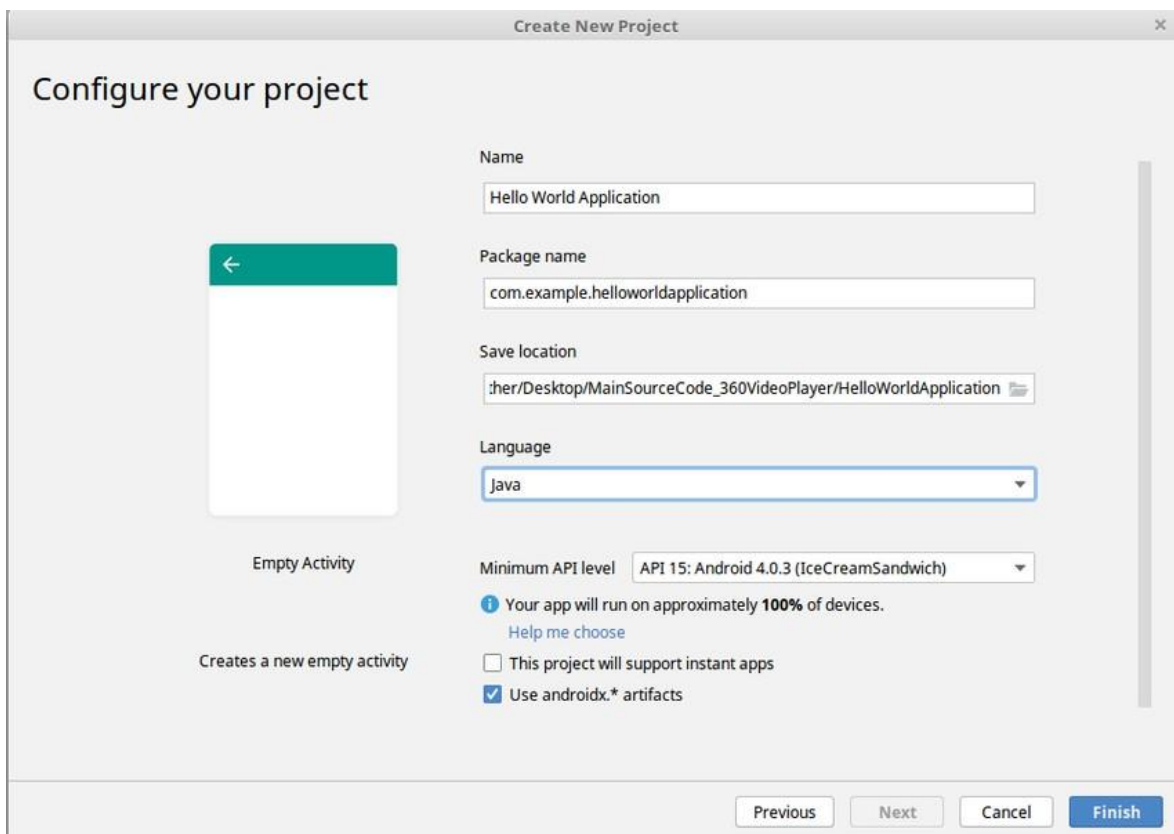 Create New Project
Configure your project
Name
Hello World Application
Package name
com.example.helloworldapplication
Save location
:her/Desktop/MainSourceCode_360VideoPlayer/HelloWorldApplication
Language
Java
Empty Activity
Minimum API level API 15: Android 4.0.3 (IceCreamSandwich)
Your app will run on approximately 100% of devices.
Help me choose
Creates a new empty activity
This project will support instant apps
Use androidx.* artifacts
Previous Next Cancel Finish